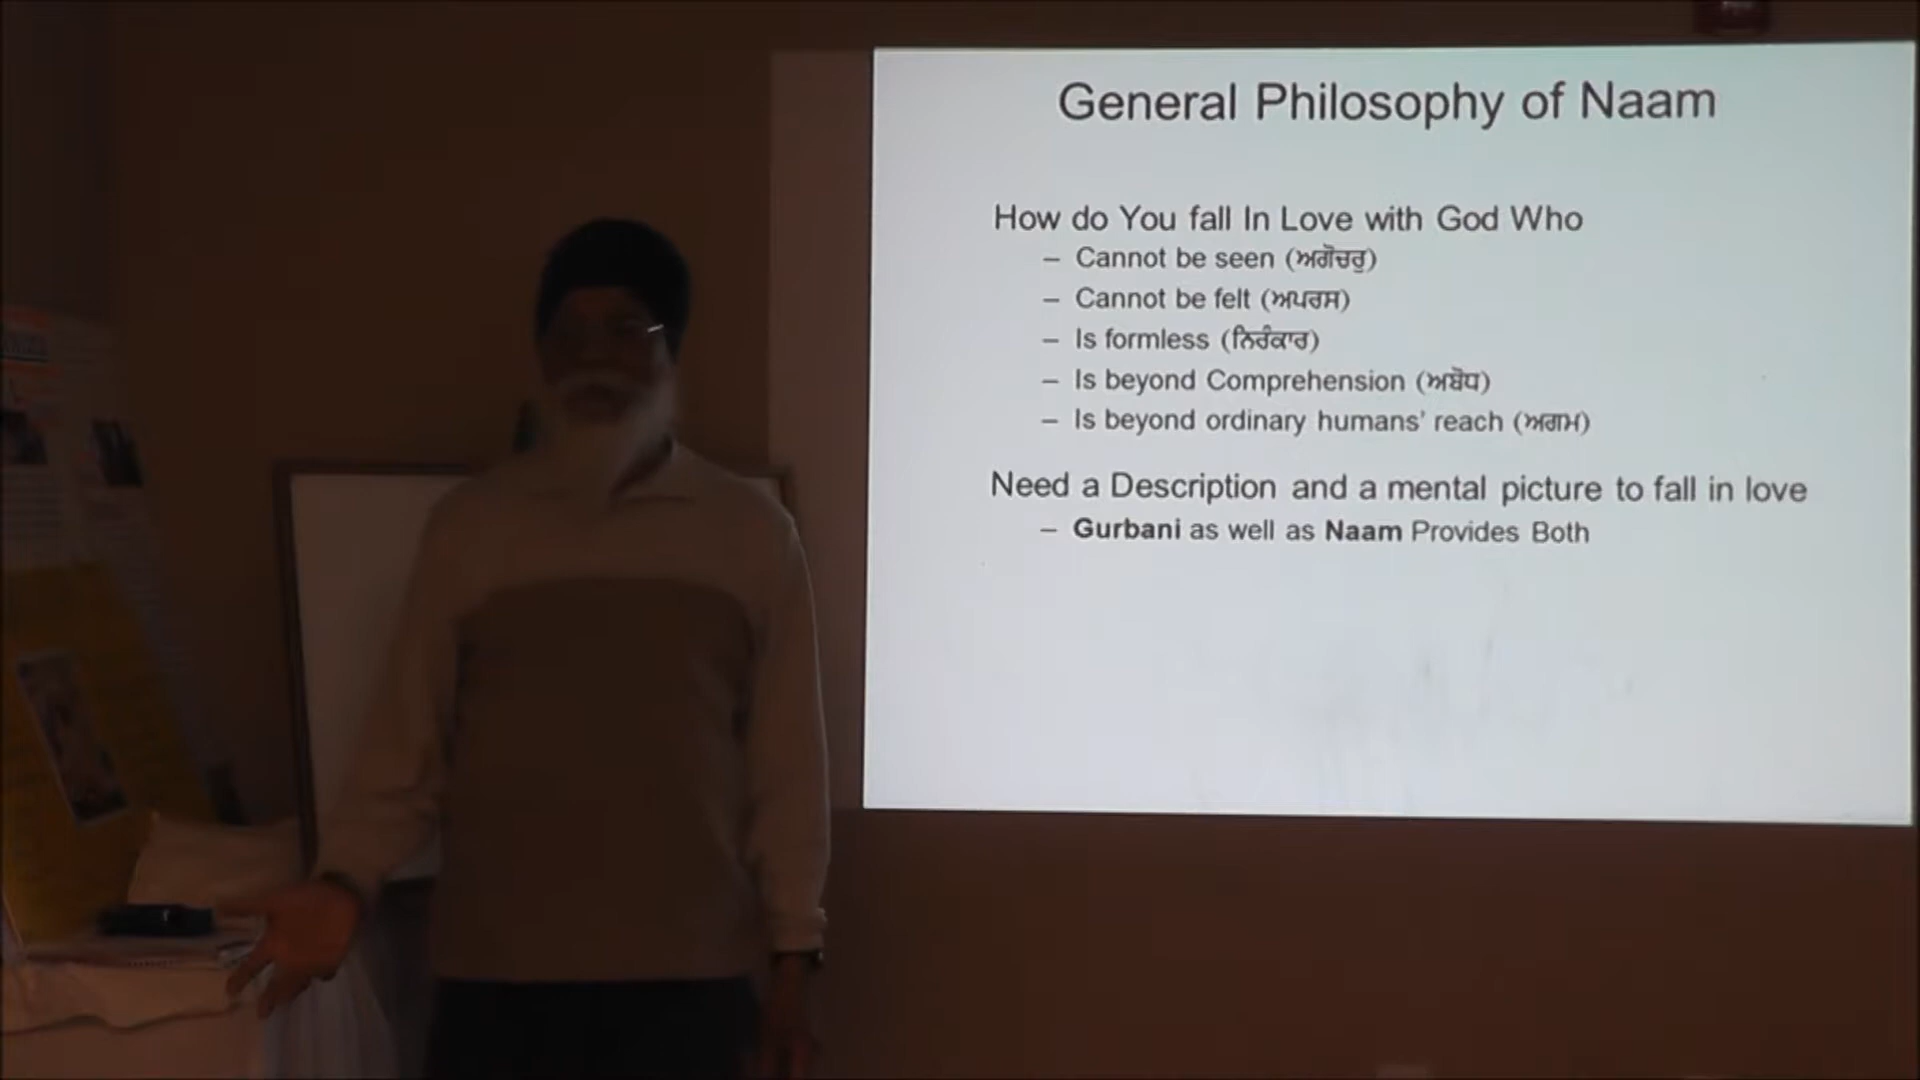 General Philosophy of Naam
How do You fall In Love with God Who
– Cannot be seen (ਅਗੋਚਰੁ)
– Cannot be felt (ਅਪਰਸ)
– Is formless (ਨਿਰੰਕਾਰ)
– Is beyond Comprehension (ਅਬੋਧ)
– Is beyond ordinary humans' reach (ਅਗਮ)
Need a Description and a mental picture to fall in love
– Gurbani as well as Naam Provides Both